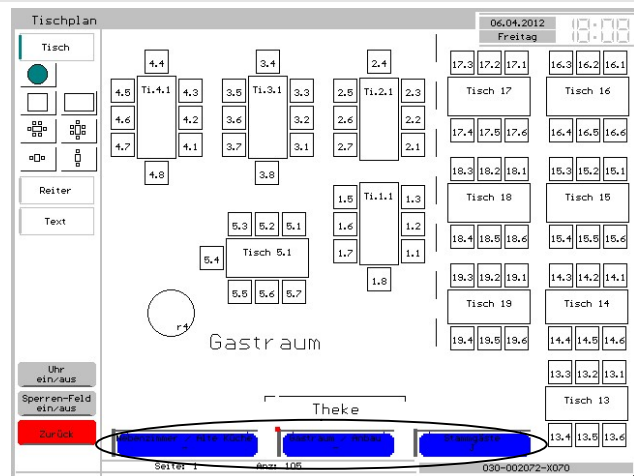 Tischplan
06.04.2012
Freitag
18:08
Tisch
Reiter
Text
Uhr
ein/aus
Sperren-Feld
ein/aus
Zurück
4.4
4.5 Ti.4.1 4.3
4.6 4.2
4.7 4.1
4.8
3.4
3.5 Ti.3.1 3.3
3.6 3.2
3.7 3.1
3.8
2.4
2.5 Ti.2.1 2.3
2.6 2.2
2.7 2.1
1.5 Ti.1.1 1.3
1.6 1.2
1.7 1.1
1.8
5.3 5.2 5.1
5.4 Tisch 5.1
5.5 5.6 5.7
r4
Gastraum
Theke
17.3 17.2 17.1
Tisch 17
17.4 17.5 17.6
16.3 16.2 16.1
Tisch 16
16.4 16.5 16.6
18.3 18.2 18.1
Tisch 18
18.4 18.5 18.6
15.3 15.2 15.1
Tisch 15
15.4 15.5 15.6
19.3 19.2 19.1
Tisch 19
19.4 19.5 19.6
14.3 14.2 14.1
Tisch 14
14.4 14.5 14.6
13.3 13.2 13.1
Tisch 13
13.4 13.5 13.6
Nebenzimmer / Alte Küche
Gastraum / Anbau
Seite: 1 Anz: 105
030-002072-X070